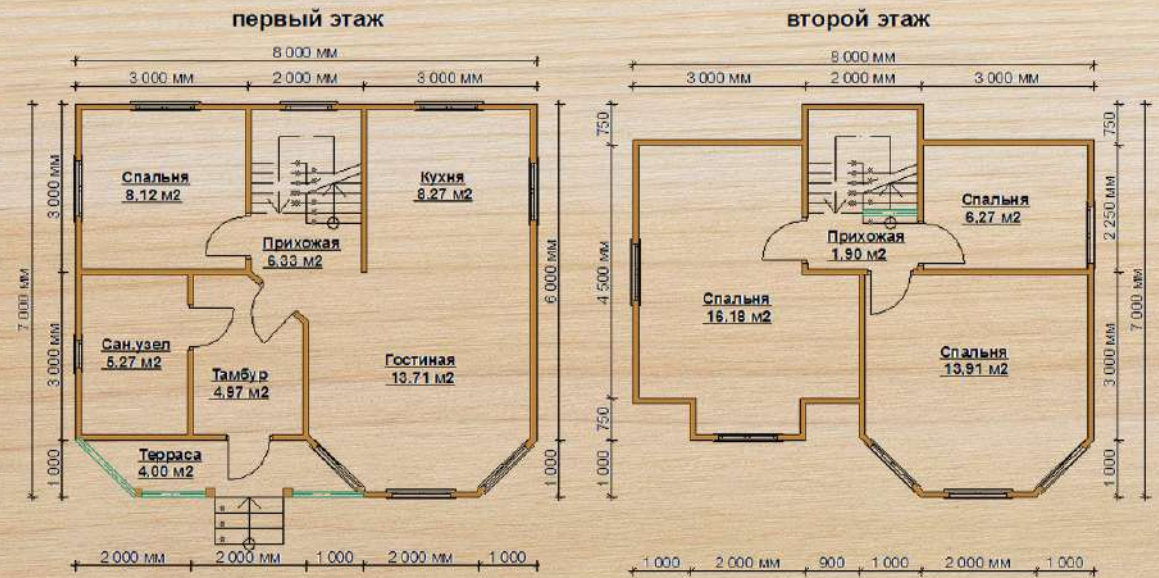 первый этаж
8 000 мм
3 000 мм 2 000 мм 3 000 мм
7 000 мм
3 000 мм
3 000 мм
1 000
Спальня
8,12 м2
Кухня
8.27 м2
Прихожая
6,33 м2
Сан.узел
5.27 м2
Тамбур
4,97 м2
Гостиная
13.71 м2
Терраса
4.00 м2
6 000 мм
1 000
2 000 мм 2 000 мм 1 000 2 000 мм 1 000
второй этаж
8 000 мм
3 000 мм 2 000 мм 3 000 мм
750
4 500 мм
750
1 000
Спальня
6,27 м2
Прихожая
1,90 м2
Спальня
16,18 м2
Спальня
13,91 м2
750
2 250 мм
3 000 мм
1 000
7 000 мм
1 000 2 000 мм 900 1 000 2 000 мм 1 000